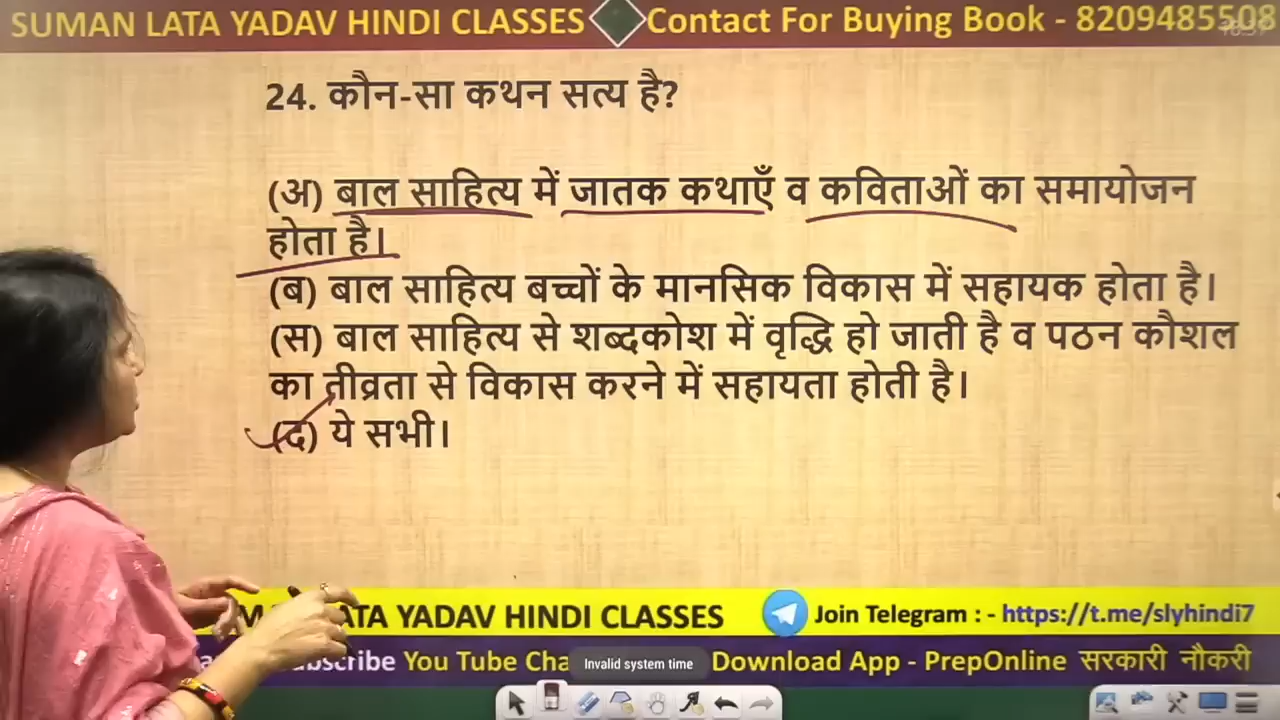 SUMAN LATA YADAV HINDI CLASSES Contact For Buying Book - 8209485508
24. कौन-सा कथन सत्य है?
(अ) बाल साहित्य में जातक कथाएँ व कविताओं का समायोजन
होता है।
(ब) बाल साहित्य बच्चों के मानसिक विकास में सहायक होता है।
(स) बाल साहित्य से शब्दकोश में वृद्धि हो जाती है व पठन कौशल
का तीव्रता से विकास करने में सहायता होती है।
(द) ये सभी।
LATA YADAV HINDI CLASSES Join Telegram : - https://t.me/slyhindi7
You Tube Cha Invalid system time Download App - PrepOnline सरकारी नौकरी